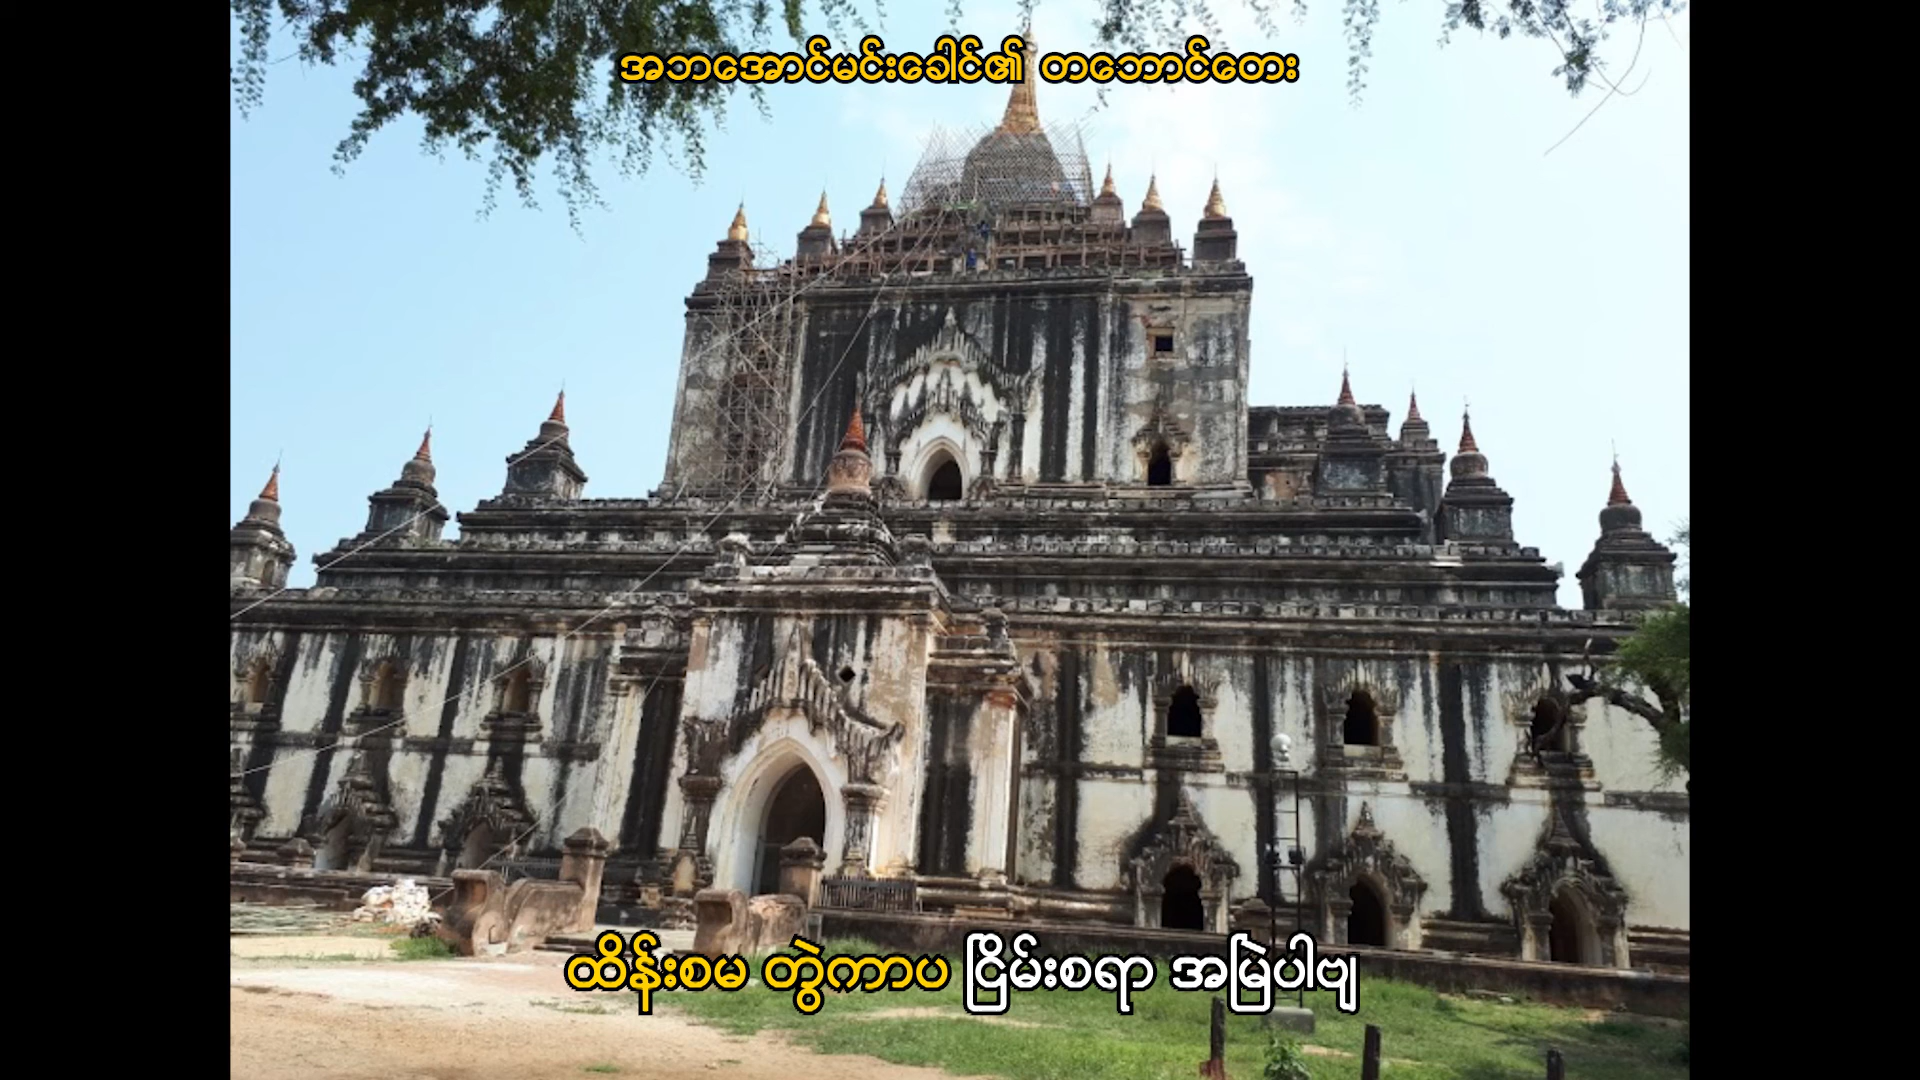 အဘအောင်မင်းခေါင်၏ တဘောင်တေး
ထိန်းစမ တွဲကာပ ငြိမ်းစရာ အမြဲပါဗျ